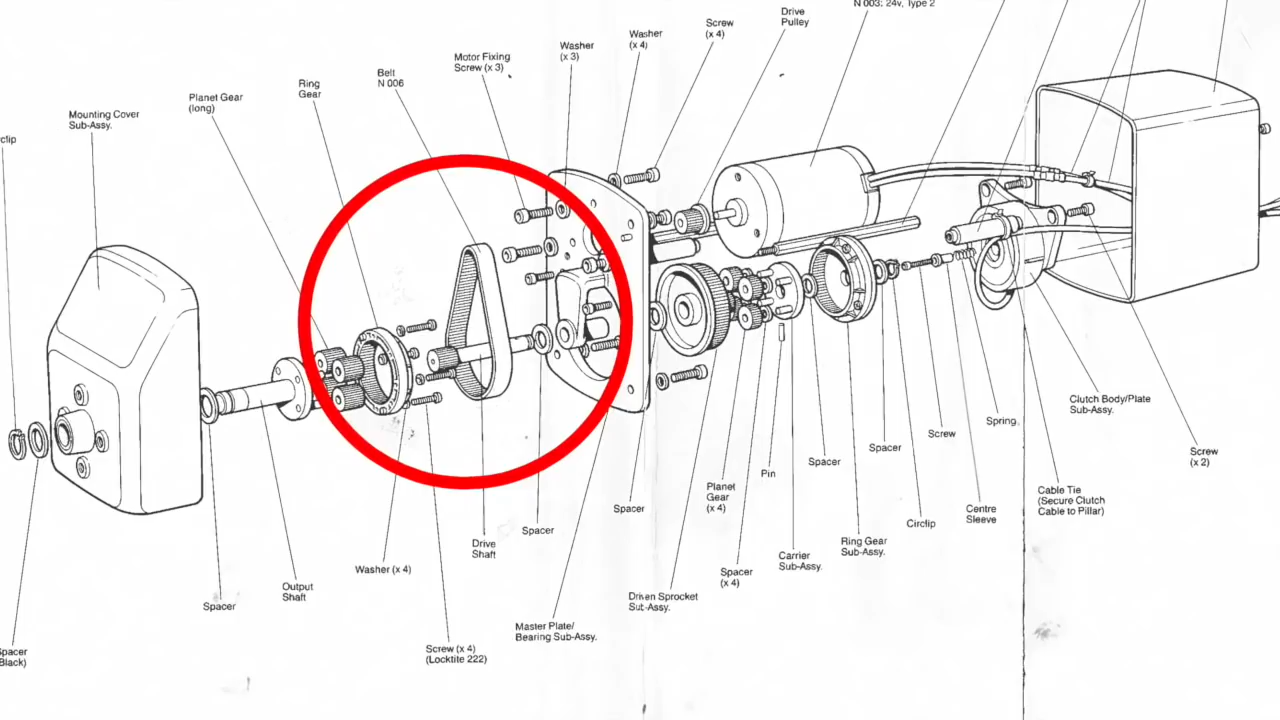 N 003: 24v, Type 2
Drive
Pulley
Screw
(x 4)
Washer
(x 4)
Washer
(x 3)
Motor Fixing
Screw (x 3)
Belt
N 006
Ring
Gear
Planet Gear
(long)
Mounting Cover
Sub-Assy.
clip
Clutch Body/Plate
Sub-Assy.
Spring
Screw
Spacer
Spacer
Pin
Planet
Gear
(x 4)
Spacer
Screw
(x 2)
Cable Tie
(Secure Clutch
Cable to Pillar)
Centre
Sleeve
Circlip
Ring Gear
Sub-Assy.
Carrier
Sub-Assy.
Spacer
(x 4)
Driven Sprocket
Sub-Assy.
Spacer
Drive
Shaft
Washer (x 4)
Output
Shaft
Spacer
Master Plate/
Bearing Sub-Assy.
Screw (x 4)
(Locktite 222)
Spacer
Black)